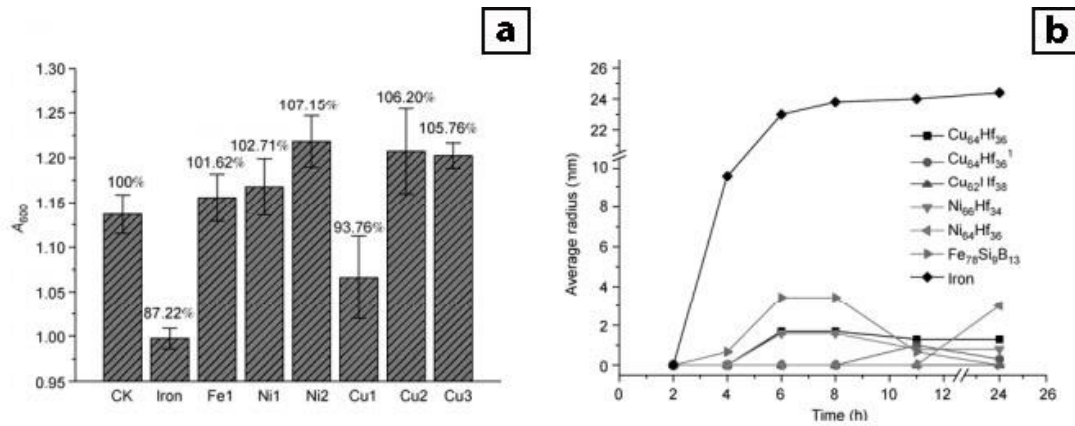 a
1.30
1.25
1.20
1.15
1.10
1.05
1.00
0.95
A600
100%
87.22%
101.62%
102.71%
107.15%
93.76%
106.20%
105.76%
CK Iron Fe1 Ni1 Ni2 Cu1 Cu2 Cu3
b
26
24
22
10
8
6
4
2
0
Average radius (mm)
Cu64Hf36
Cu64Hf36 1
Cu62Hf38
Ni66Hf34
Ni64Hf36
Fe78Si9B13
Iron
0 2 4 6 8 10 12 24 26
Time (h)